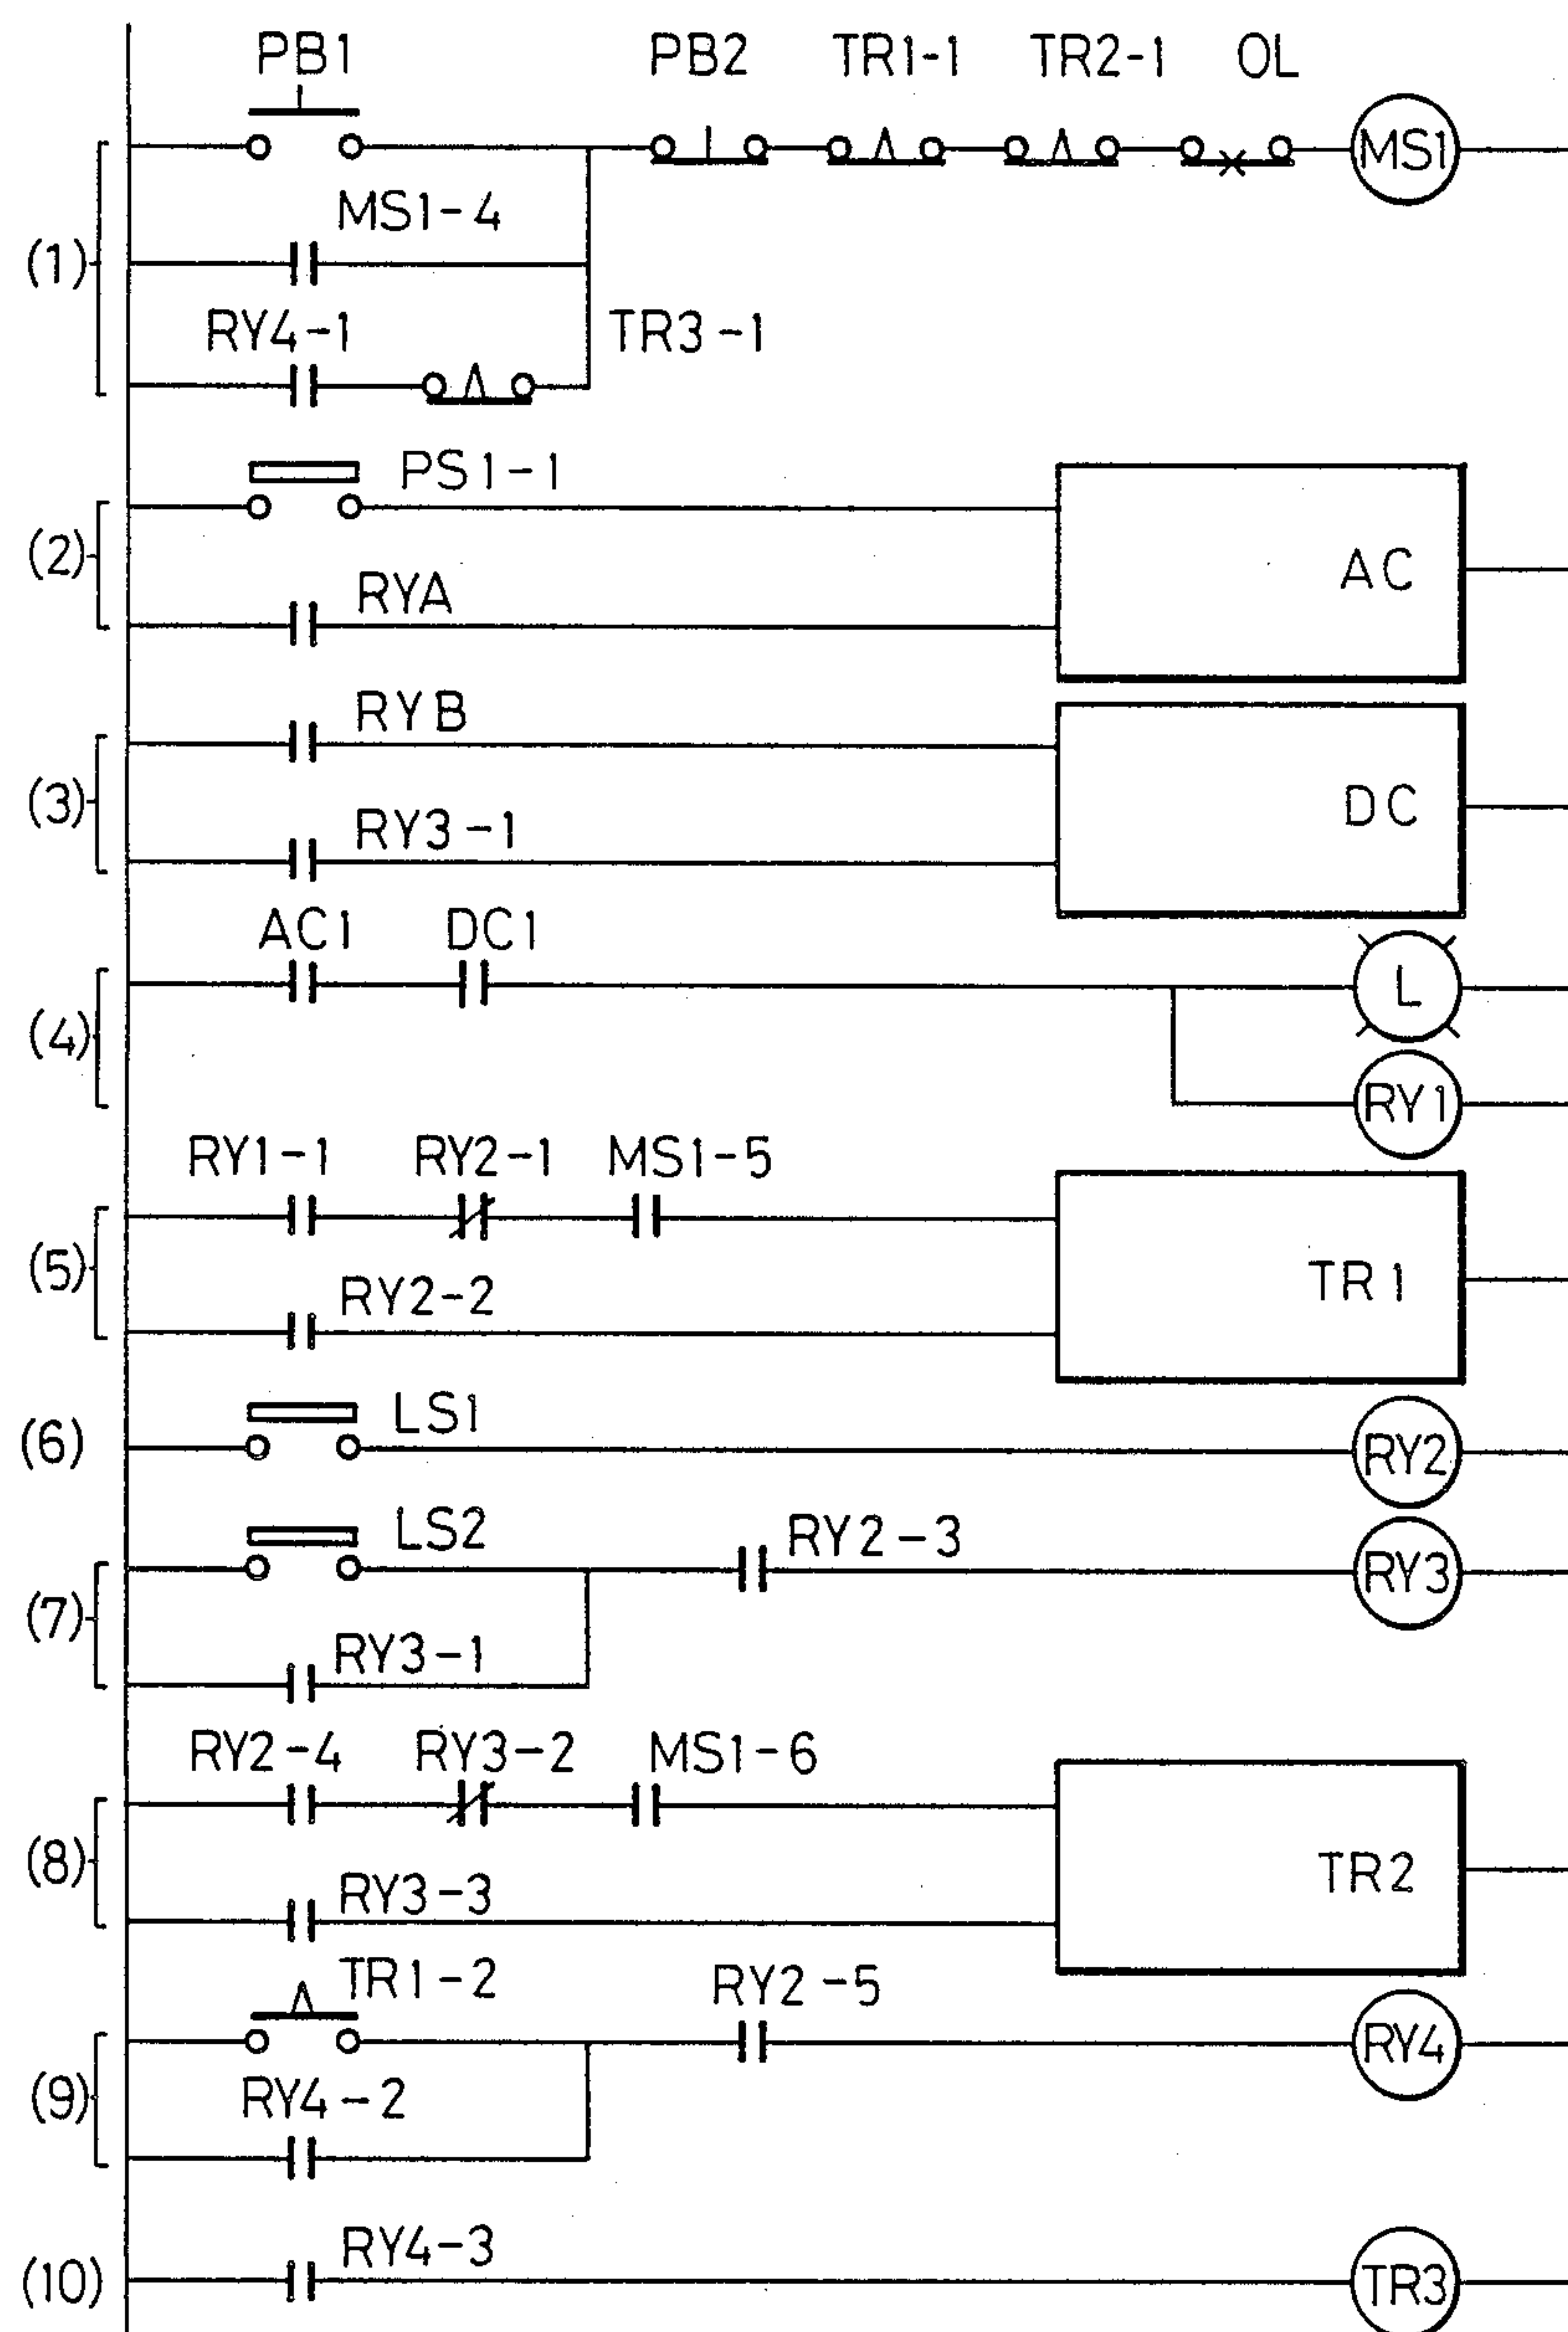 PB1 PB2 TR1-1 TR2-1 OL
MS1
(1)
MS1-4
RY4-1 TR3-1
(2)
PS1-1
AC
RYA
(3)
RYB
DC
RY3-1
(4)
AC1 DC1
L
RY1
(5)
RY1-1 RY2-1 MS1-5
TR1
RY2-2
(6)
LS1
RY2
(7)
LS2 RY2-3
RY3
RY3-1
(8)
RY2-4 RY3-2 MS1-6
TR2
RY3-3
(9)
TR1-2 RY2-5
RY4
RY4-2
(10)
RY4-3
TR3